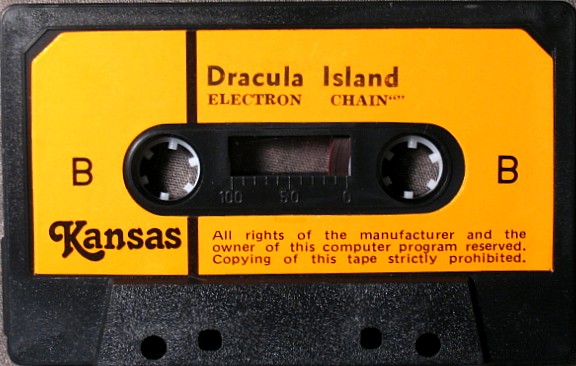 Dracula Island
ELECTRON CHAIN“”
B
B
100 50 0
Kansas
All rights of the manufacturer and the
owner of this computer program reserved.
Copying of this tape strictly prohibited.